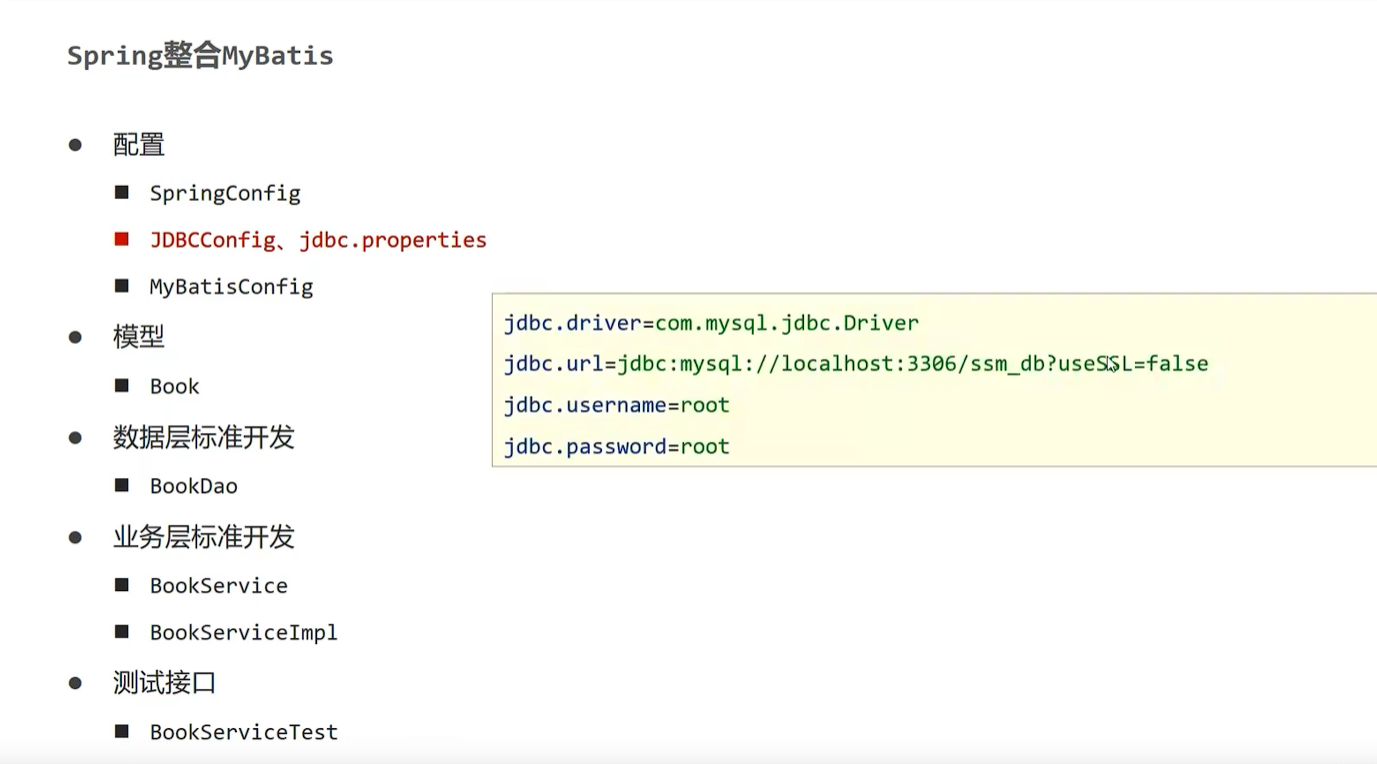 Spring整合MyBatis
配置
SpringConfig
JDBCConfig、jdbc.properties
MyBatisConfig
jdbc.driver=com.mysql.jdbc.Driver
jdbc.url=jdbc:mysql://localhost:3306/ssm_db?useSSL=false
jdbc.username=root
jdbc.password=root
模型
Book
数据层标准开发
BookDao
业务层标准开发
BookService
BookServiceImpl
测试接口
BookServiceTest